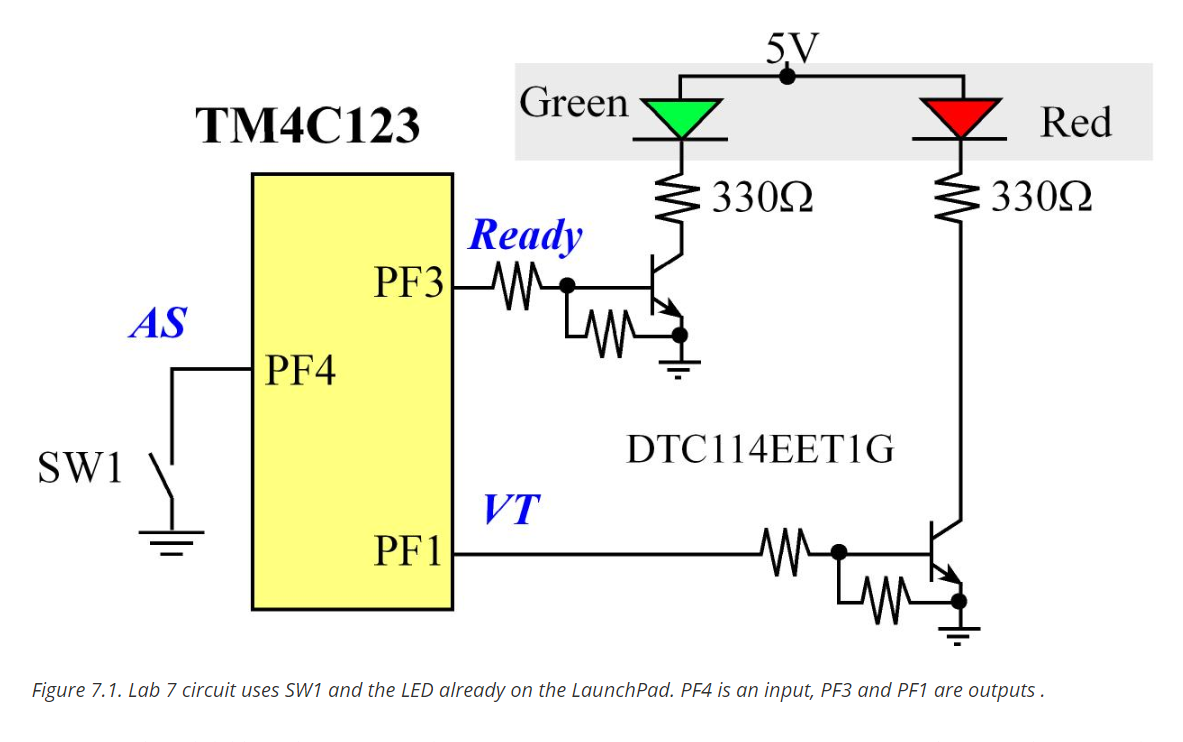 5V
Green
Red
TM4C123
330Ω
330Ω
Ready
PF3
AS
PF4
SW1
DTC114EET1G
VT
PF1
Figure 7.1. Lab 7 circuit uses SW1 and the LED already on the LaunchPad. PF4 is an input, PF3 and PF1 are outputs .